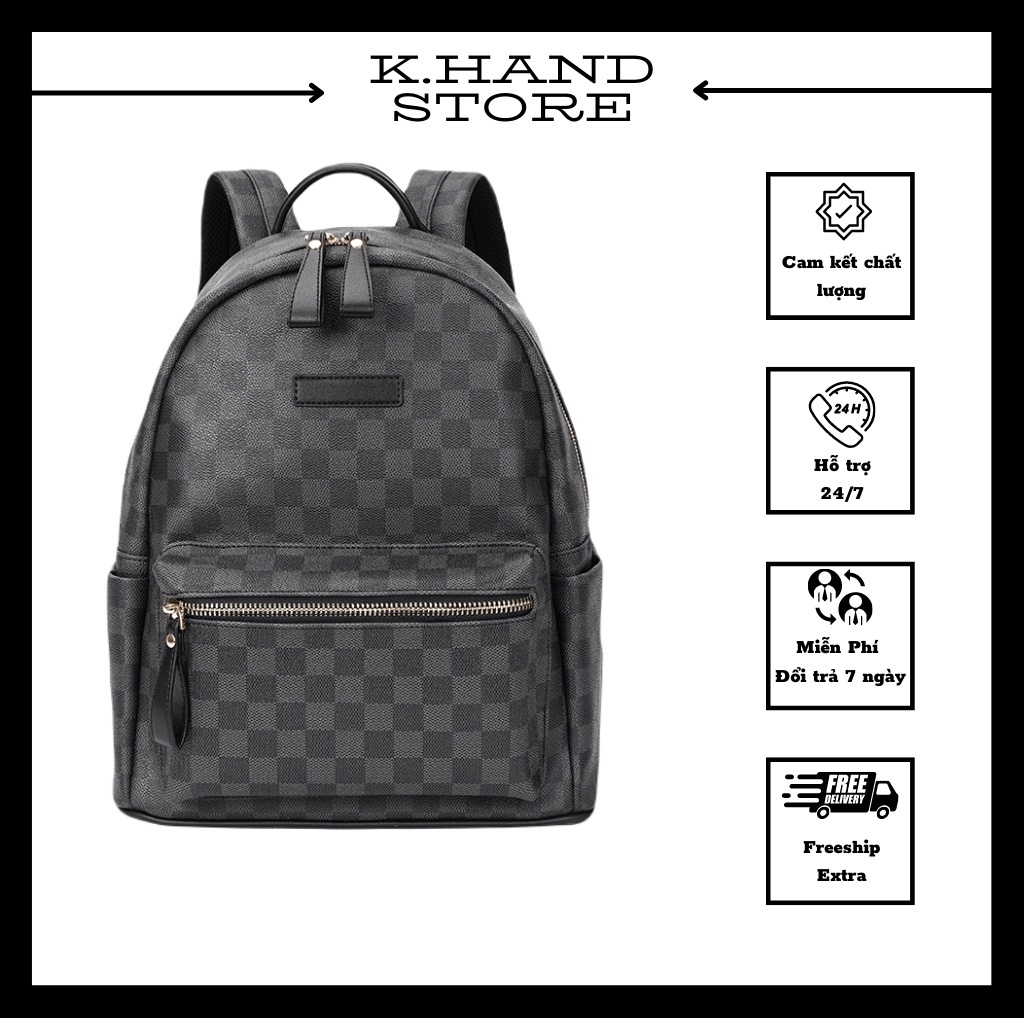 K.HAND
STORE
Cam kết chất
lượng
24H
Hỗ trợ
24/7
Miễn Phí
Đổi trả 7 ngày
FREE
DELIVERY
Freeship
Extra